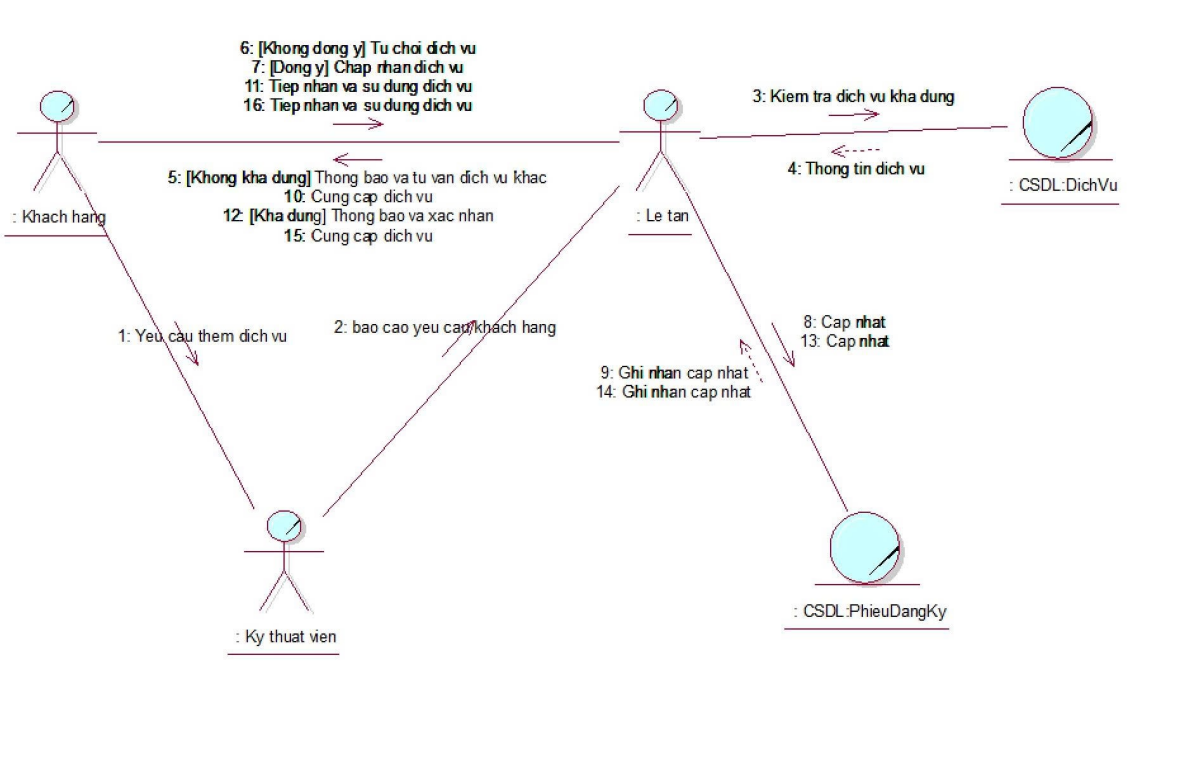 6: [Khong dong y] Tu choi dich vu
7: [Dong y] Chap nhan dich vu
11: Tiep nhan va su dung dich vu
16: Tiep nhan va su dung dich vu
3: Kiem tra dich vu kha dung
4: Thong tin dich vu
5: [Khong kha dung] Thong bao va tu van dich vu khac
10: Cung cap dich vu
12: [Kha dung] Thong bao va xac nhan
15: Cung cap dich vu
: Khach hang
: Le tan
: CSDL:DichVu
1: Yeu cau them dich vu
2: bao cao yeu cau khach hang
8: Cap nhat
13: Cap nhat
9: Ghi nhan cap nhat
14: Ghi nhan cap nhat
: Ky thuat vien
: CSDL:PhieuDangKy